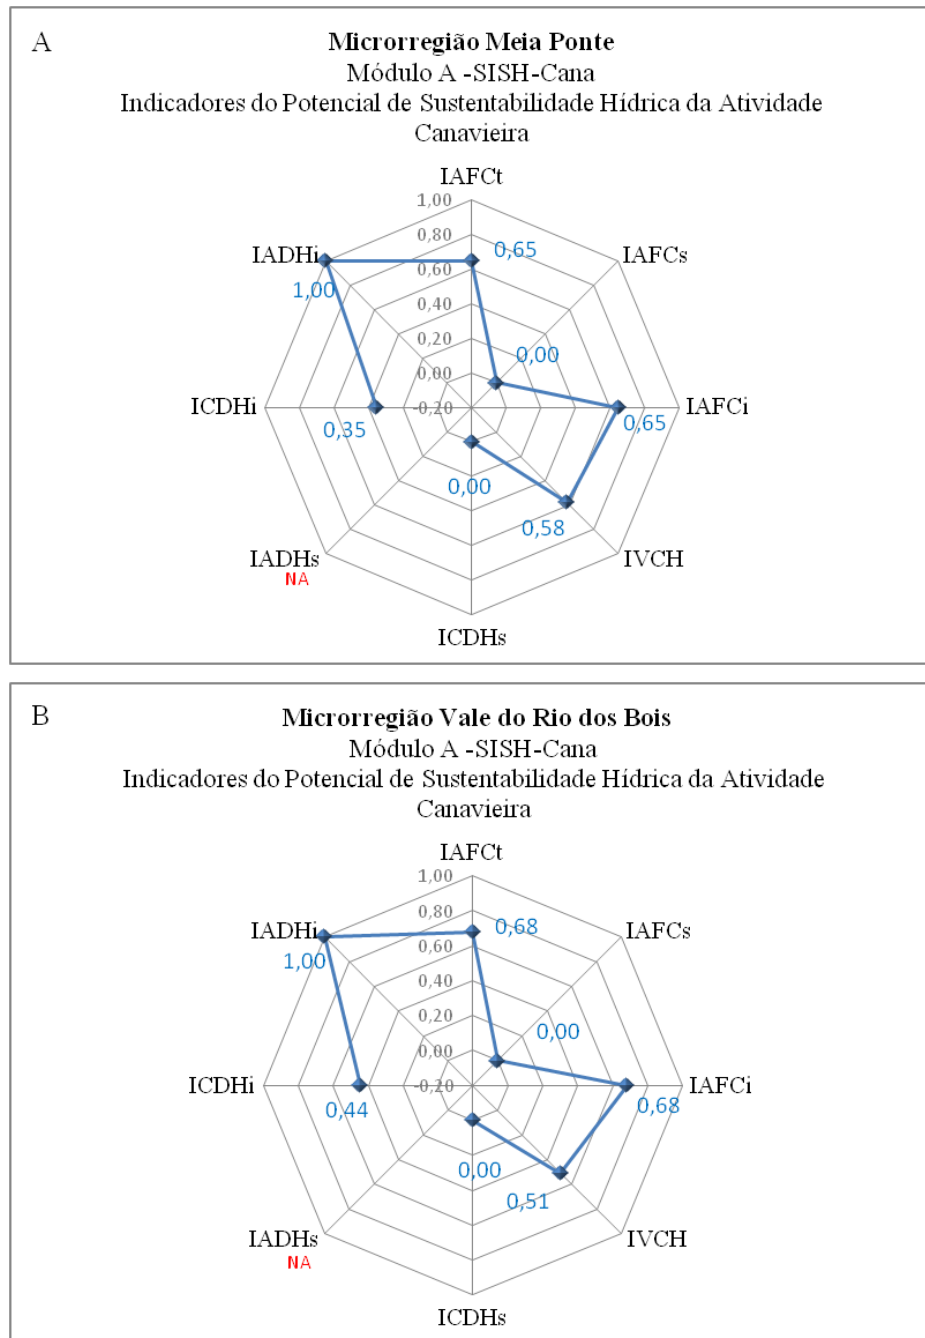 A
Microrregião Meia Ponte
Módulo A -SISH-Cana
Indicadores do Potencial de Sustentabilidade Hídrica da Atividade
Canavieira
IAFCt
1,00
0,80
0,60
0,40
0,20
0,00
-0,20
IADHi
1,00
0,65
IAFCs
0,00
ICDHi
0,35
IAFCi
0,65
0,00
0,58
IADHs
NA
IVCH
ICDHs
B
Microrregião Vale do Rio dos Bois
Módulo A -SISH-Cana
Indicadores do Potencial de Sustentabilidade Hídrica da Atividade
Canavieira
IAFCt
1,00
0,80
0,60
0,40
0,20
0,00
-0,20
IADHi
1,00
0,68
IAFCs
0,00
ICDHi
0,44
IAFCi
0,68
0,00
0,51
IADHs
NA
IVCH
ICDHs